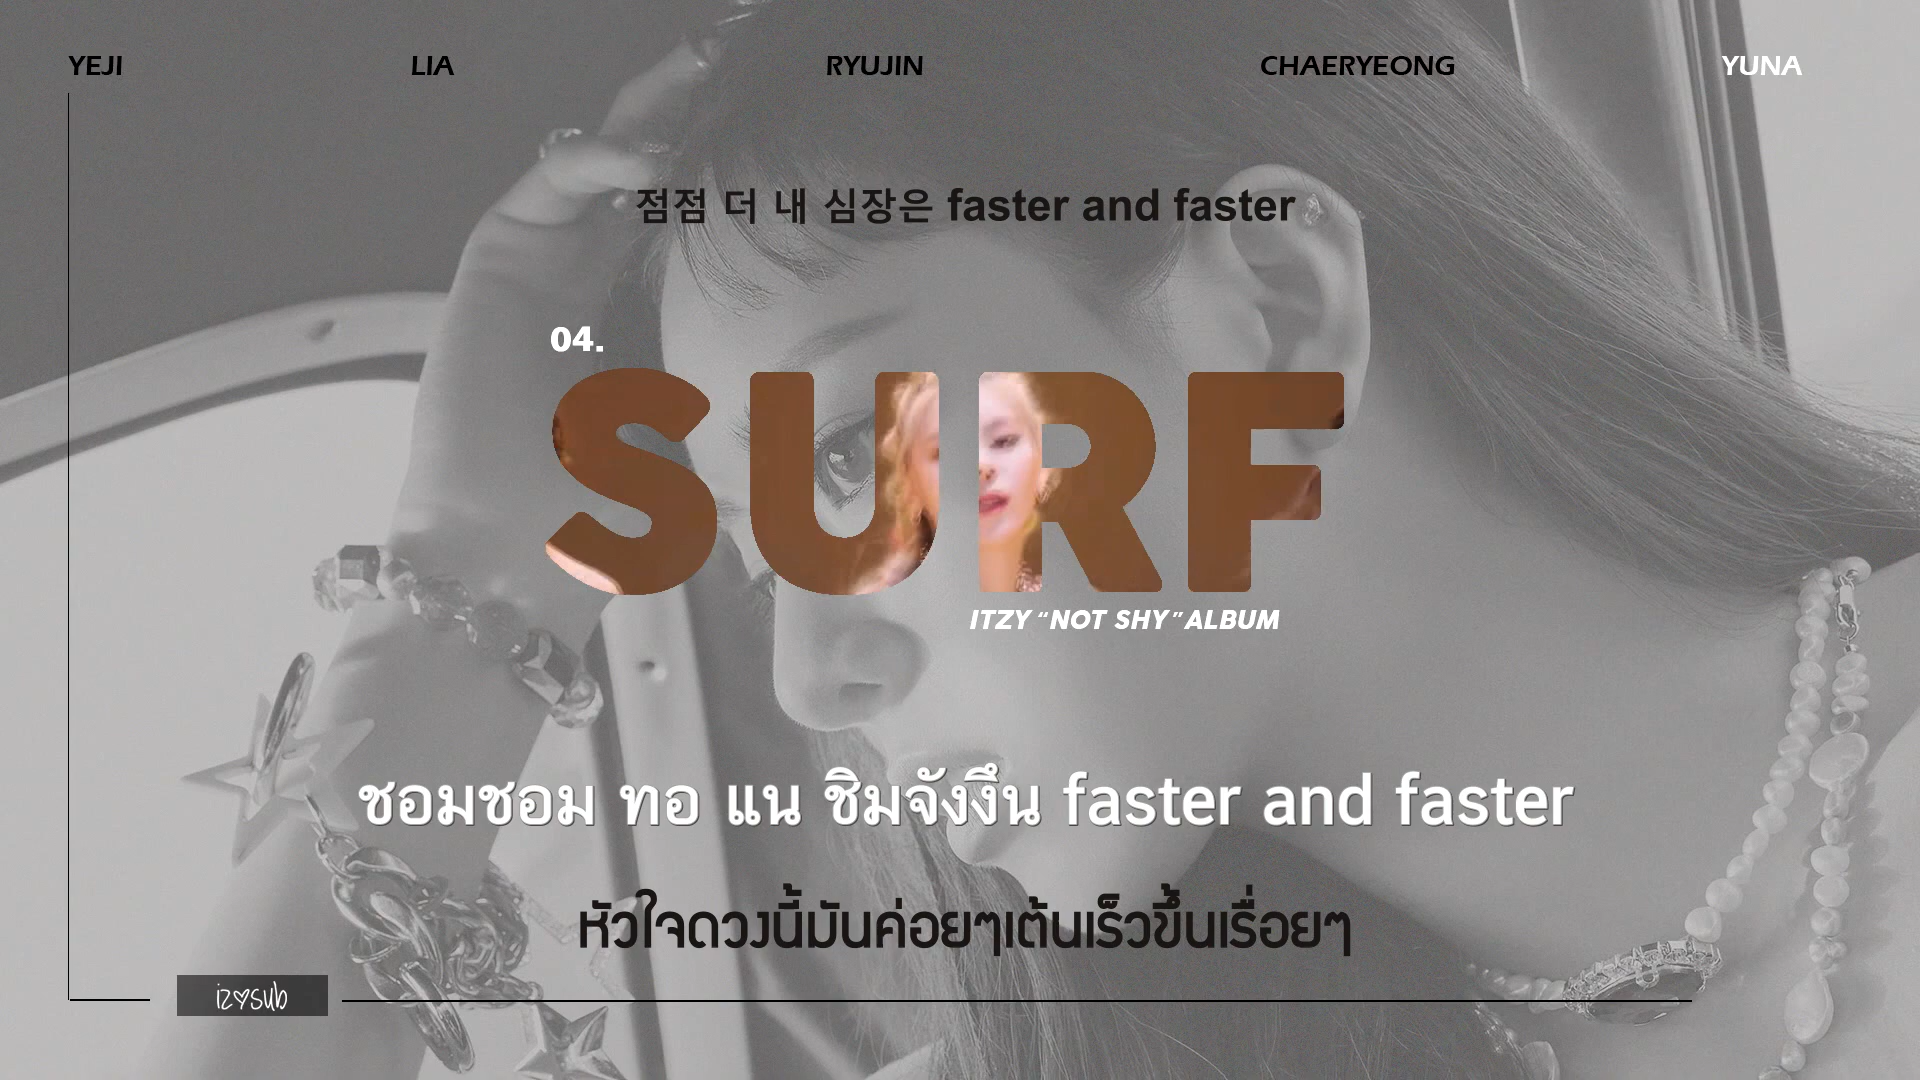 YEJI LIA RYUJIN CHAERYEONG YUNA
점점 더 내 심장은 faster and faster
04.
SURF
ITZY “NOT SHY” ALBUM
ชอมชอม ทอ แน ชิมจังงึน faster and faster
หัวใจดวงนี้มันค่อยๆเต้นเร็วขึ้นเรื่อยๆ
iz♡sub